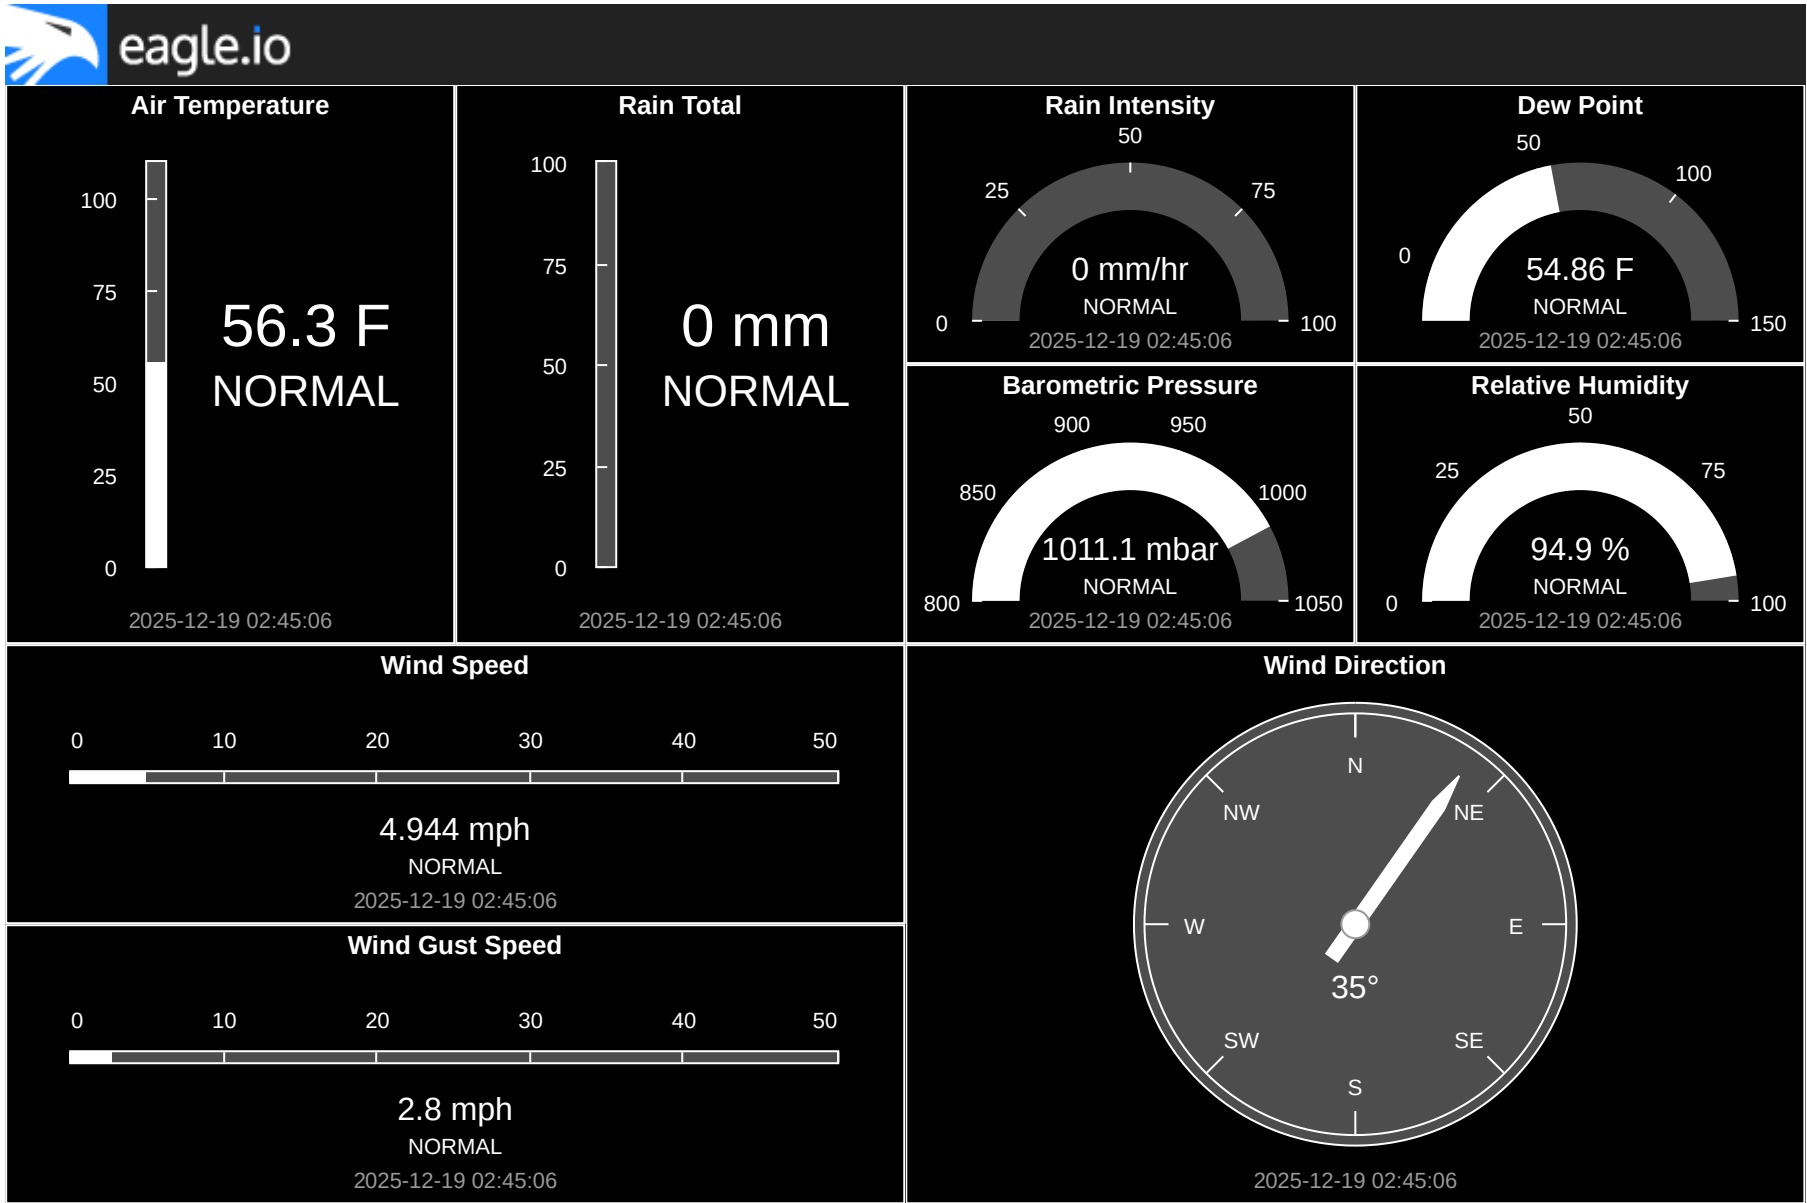 eagle.io
Air Temperature
100
75
50
25
0
56.3 F
NORMAL
2025-12-19 02:45:06
Rain Total
100
75
50
25
0
0 mm
NORMAL
2025-12-19 02:45:06
Rain Intensity
50
25
75
0
100
0 mm/hr
NORMAL
2025-12-19 02:45:06
Dew Point
50
100
0
150
54.86 F
NORMAL
2025-12-19 02:45:06
Barometric Pressure
900
950
850
1000
800
1050
1011.1 mbar
NORMAL
2025-12-19 02:45:06
Relative Humidity
50
25
75
0
100
94.9 %
NORMAL
2025-12-19 02:45:06
Wind Speed
0 10 20 30 40 50
4.944 mph
NORMAL
2025-12-19 02:45:06
Wind Gust Speed
0 10 20 30 40 50
2.8 mph
NORMAL
2025-12-19 02:45:06
Wind Direction
N
NW
NE
W
E
35°
SW
SE
S
2025-12-19 02:45:06